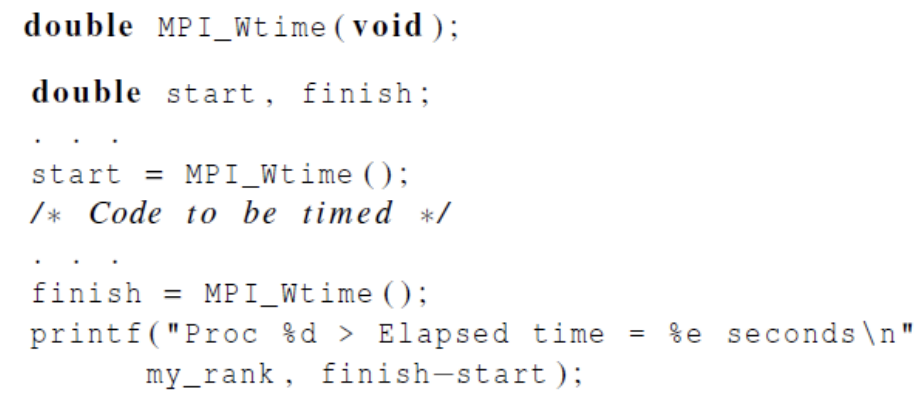 double MPI_Wtime(void);
double start, finish;
. . .
start = MPI_Wtime();
/* Code to be timed */
. . .
finish = MPI_Wtime();
printf("Proc %d > Elapsed time = %e seconds\n"
my_rank, finish-start);